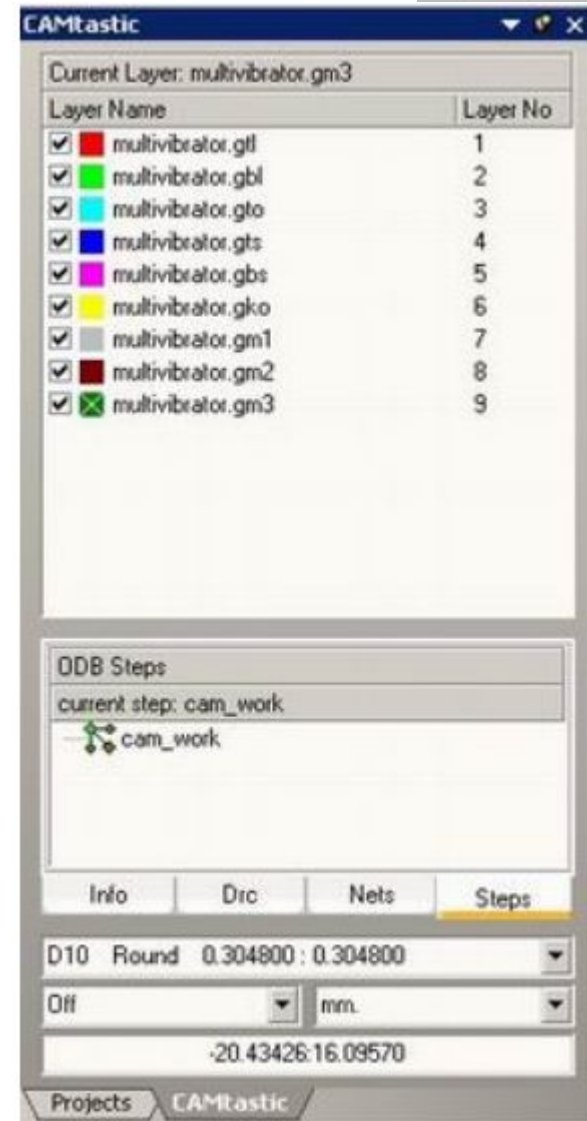 CAMtastic
Current Layer: multivibrator.gm3
Layer Name Layer No
multivibrator.gtl 1
multivibrator.gbl 2
multivibrator.gto 3
multivibrator.gts 4
multivibrator.gbs 5
multivibrator.gko 6
multivibrator.gm1 7
multivibrator.gm2 8
multivibrator.gm3 9
ODB Steps
current step: cam_work
cam_work
Info Drc Nets Steps
D10 Round 0.304800 : 0.304800
Off mm.
-20.43426:16.09570
Projects CAMtastic